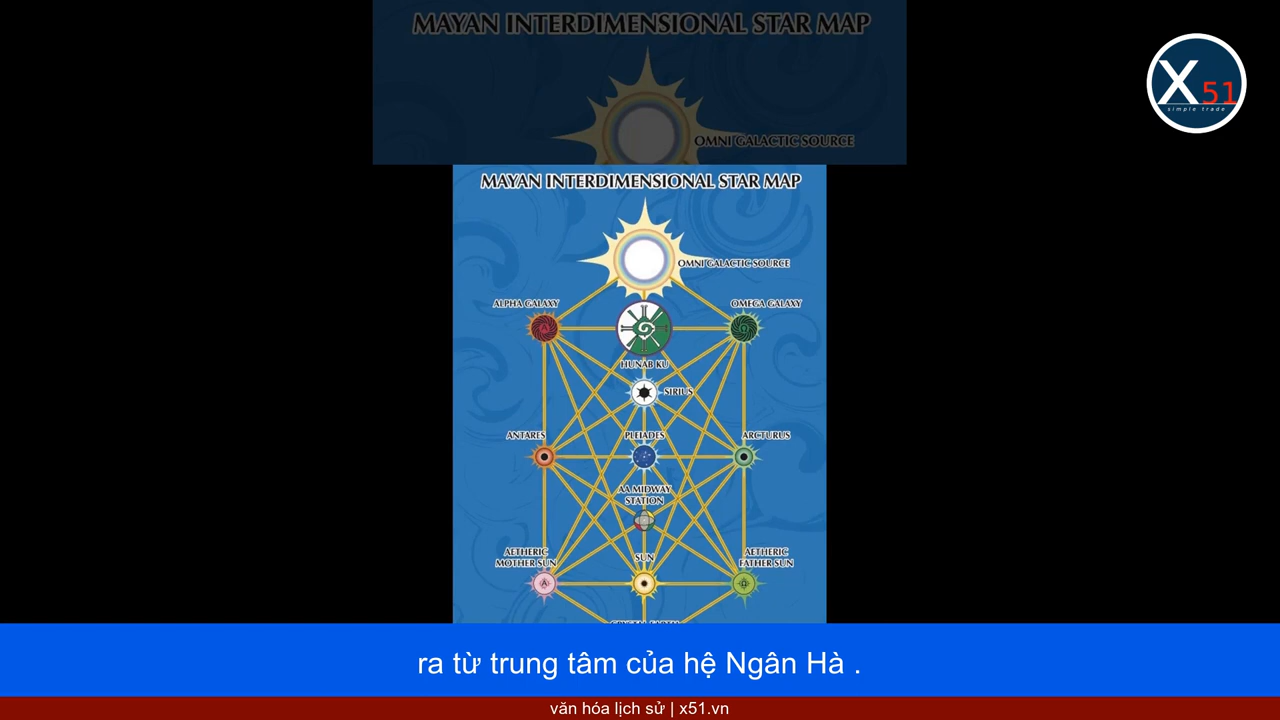 MAYAN INTERDIMENSIONAL STAR MAP
OMNI GALACTIC SOURCE
X51
simple trade
MAYAN INTERDIMENSIONAL STAR MAP
OMNI GALACTIC SOURCE
ALPHA GALAXY
OMEGA GALAXY
HUNAB KU
SIRIUS
ANTARES
PLEIADES
ARCTURUS
AA MIDWAY
STATION
AETHERIC
MOTHER SUN
SUN
AETHERIC
FATHER SUN
ra từ trung tâm của hệ Ngân Hà .
văn hóa lịch sử | x51.vn